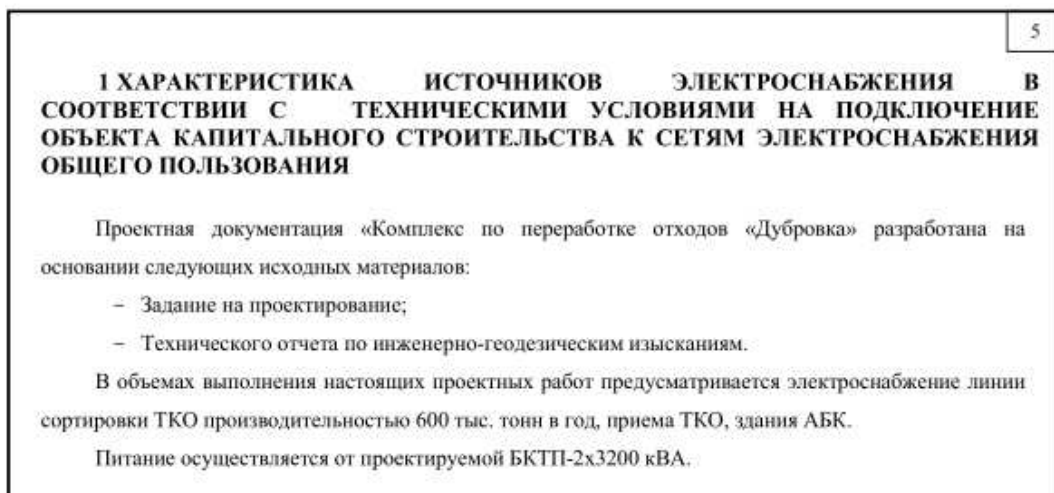 5
1 ХАРАКТЕРИСТИКА ИСТОЧНИКОВ ЭЛЕКТРОСНАБЖЕНИЯ В
СООТВЕТСТВИИ С ТЕХНИЧЕСКИМИ УСЛОВИЯМИ НА ПОДКЛЮЧЕНИЕ
ОБЪЕКТА КАПИТАЛЬНОГО СТРОИТЕЛЬСТВА К СЕТЯМ ЭЛЕКТРОСНАБЖЕНИЯ
ОБЩЕГО ПОЛЬЗОВАНИЯ
Проектная документация «Комплекс по переработке отходов «Дубровка» разработана на
основании следующих исходных материалов:
– Задание на проектирование;
– Технического отчета по инженерно-геодезическим изысканиям.
В объемах выполнения настоящих проектных работ предусматривается электроснабжение линии
сортировки ТКО производительностью 600 тыс. тонн в год, приема ТКО, здания АБК.
Питание осуществляется от проектируемой БКТП-2х3200 кВА.